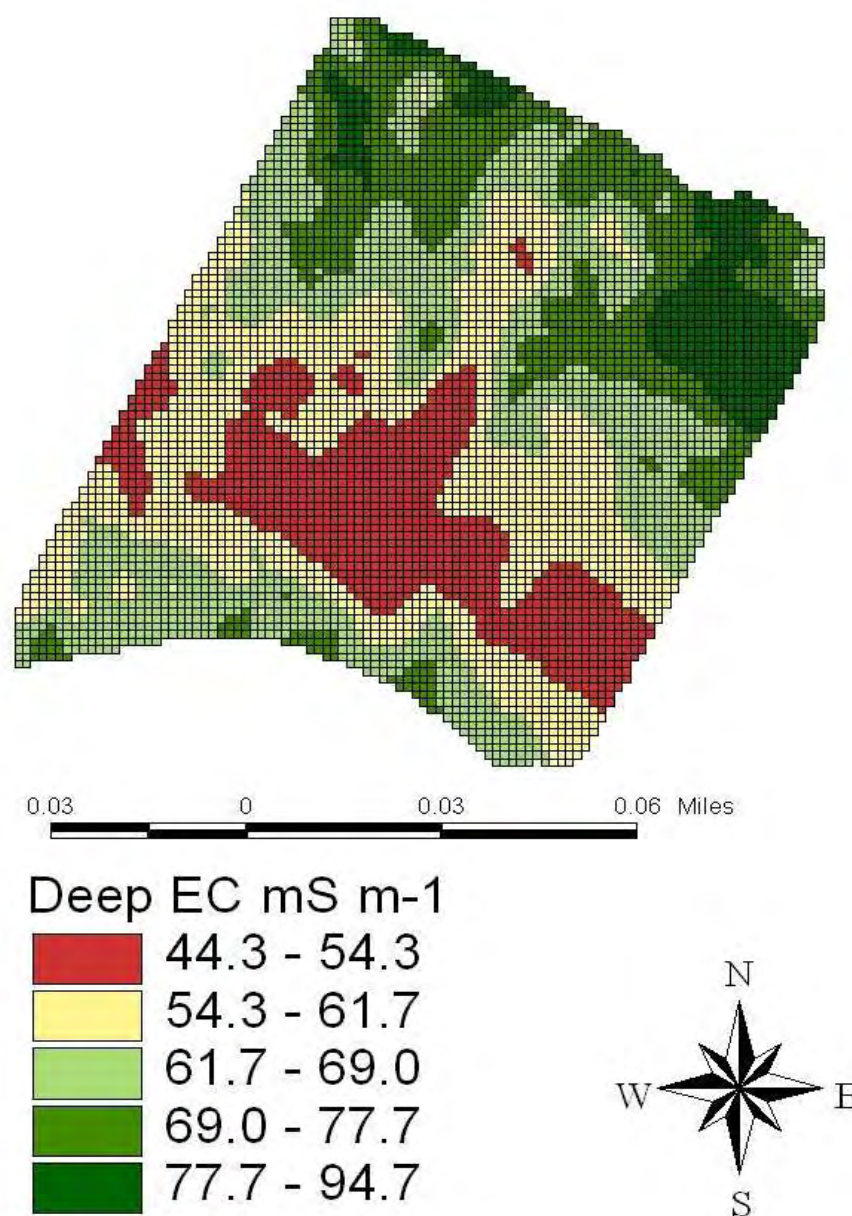 0.03 0 0.03 0.06 Miles
Deep EC mS m-1
44.3 - 54.3
54.3 - 61.7
61.7 - 69.0
69.0 - 77.7
77.7 - 94.7
N
W E
S